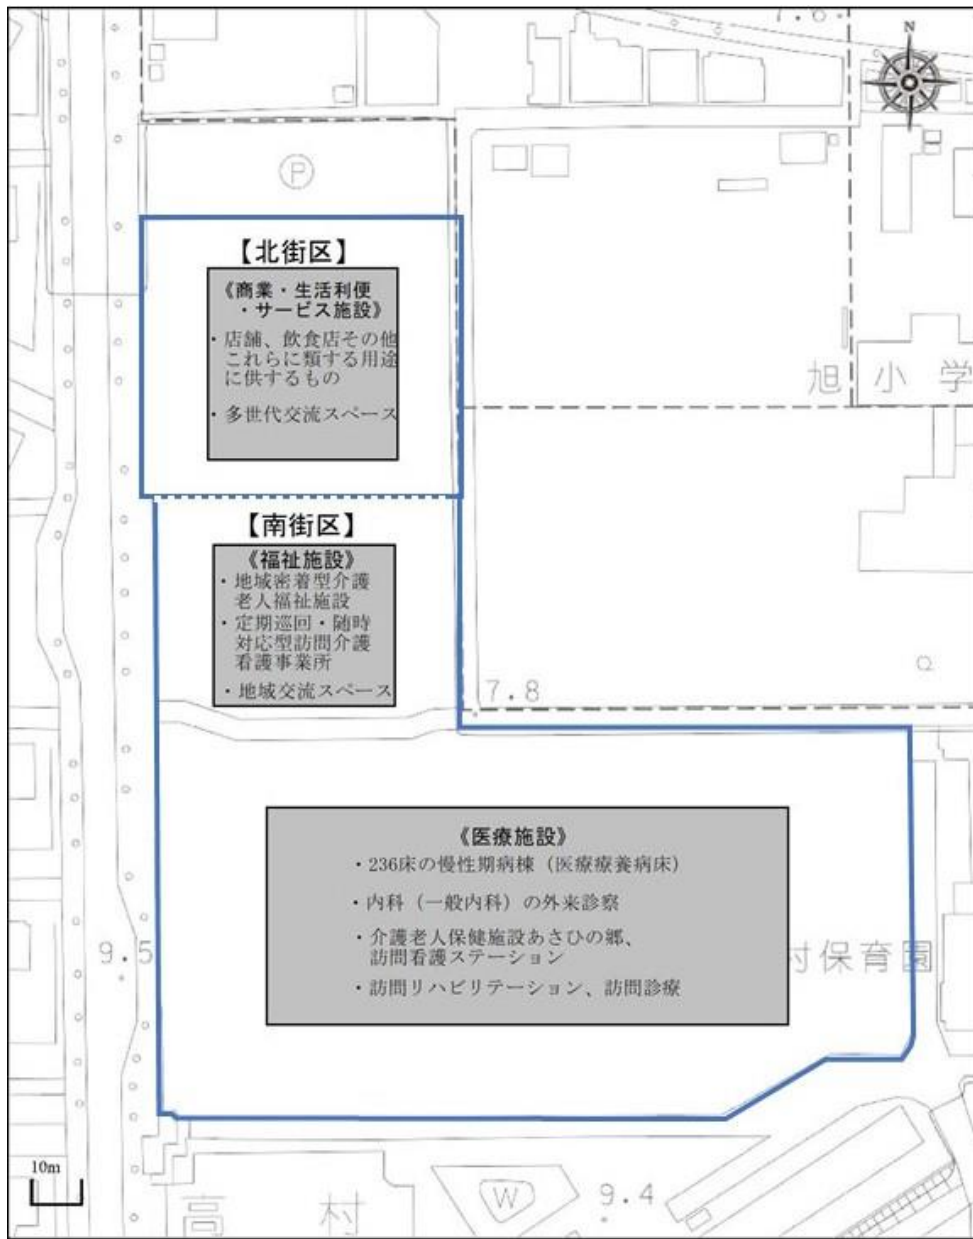 N
P
【北街区】
《商業・生活利便
・サービス施設》
・店舗、飲食店その他
これらに類する用途
に供するもの
・多世代交流スペース
旭小学
【南街区】
《福祉施設》
・地域密着型介護
老人福祉施設
・定期巡回・随時
対応型訪問介護
看護事業所
・地域交流スペース
7.8
《医療施設》
・236床の慢性期病棟（医療療養病床）
・内科（一般内科）の外来診察
・介護老人保健施設あさひの郷、
訪問看護ステーション
・訪問リハビリテーション、訪問診療
9.5
村保育園
10m
高村
W
9.4